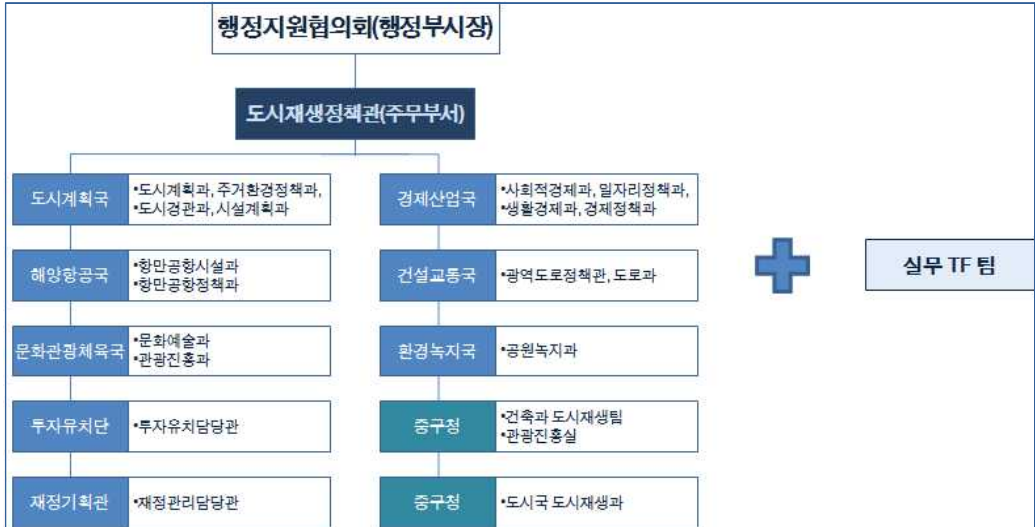 행정지원협의회(행정부시장)
도시재생정책관(주무부서)
도시계획국
•도시계획과, 주거환경정책과,
•도시경관과, 시설계획과
경제산업국
•사회적경제과, 일자리정책과,
•생활경제과, 경제정책과
해양항공국
•항만공항시설과
•항만공항정책과
건설교통국
•광역도로정책관, 도로과
실무 TF 팀
문화관광체육국
•문화예술과
•관광진흥과
환경녹지국
•공원녹지과
투자유치단
•투자유치담당관
중구청
•건축과 도시재생팀
•관광진흥실
재정기획관
•재정관리담당관
중구청
•도시국 도시재생과